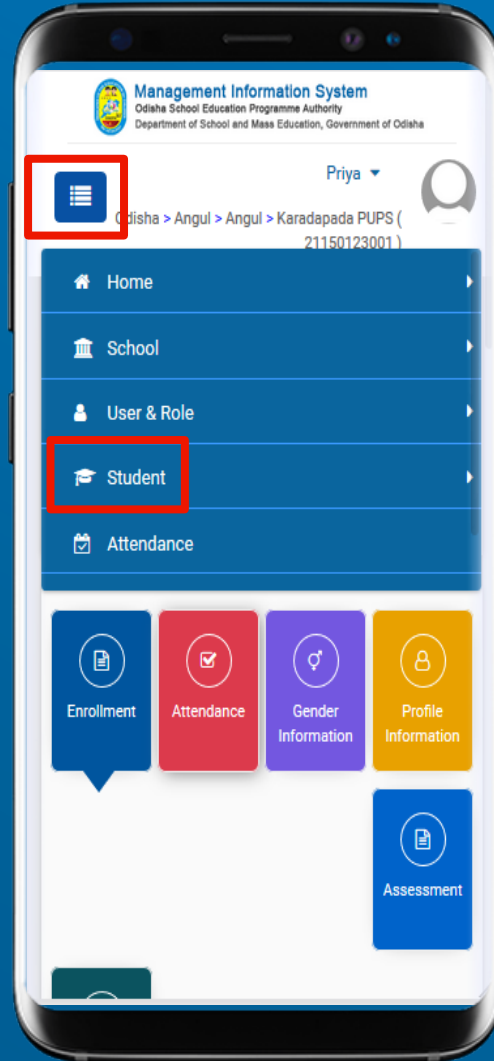 Management Information System
Odisha School Education Programme Authority
Department of School and Mass Education, Government of Odisha
Priya
Odisha > Angul > Angul > Karadapada PUPS (
21150123001 )
Home
School
User & Role
Student
Attendance
Enrollment
Attendance
Gender
Information
Profile
Information
Assessment